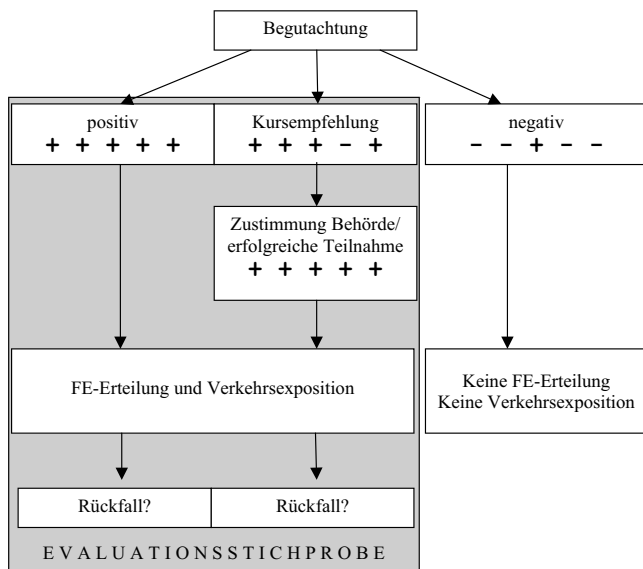 Begutachtung
positiv
+ + + + +
Kursempfehlung
+ + + – +
negativ
– – + – –
Zustimmung Behörde/
erfolgreiche Teilnahme
+ + + + +
FE-Erteilung und Verkehrsexposition
Keine FE-Erteilung
Keine Verkehrsexposition
Rückfall?
Rückfall?
EVALUATIONSSTICHPROBE